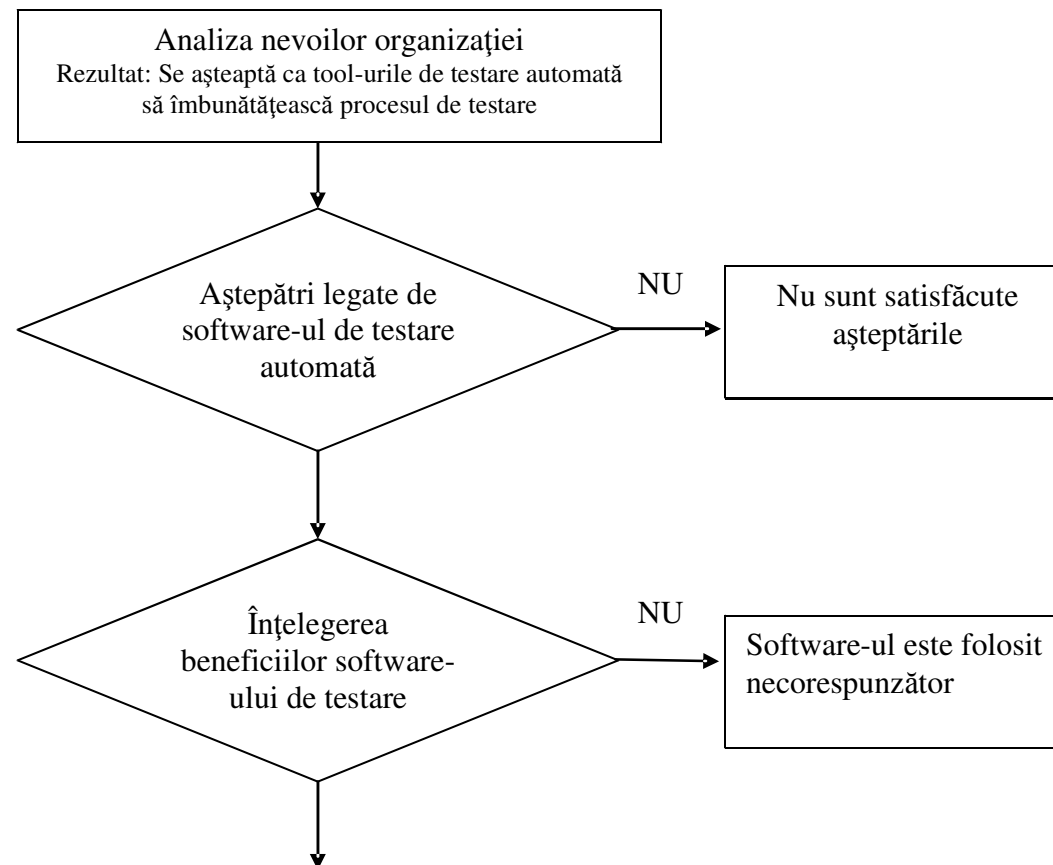 Analiza nevoilor organizaţiei
Rezultat: Se aşteaptă ca tool-urile de testare automată
să îmbunătăţească procesul de testare
Aştepătri legate de
software-ul de testare
automată
NU
Nu sunt satisfăcute
aşteptările
Înţelegerea
beneficiilor software-
ului de testare
NU
Software-ul este folosit
necorespunzător